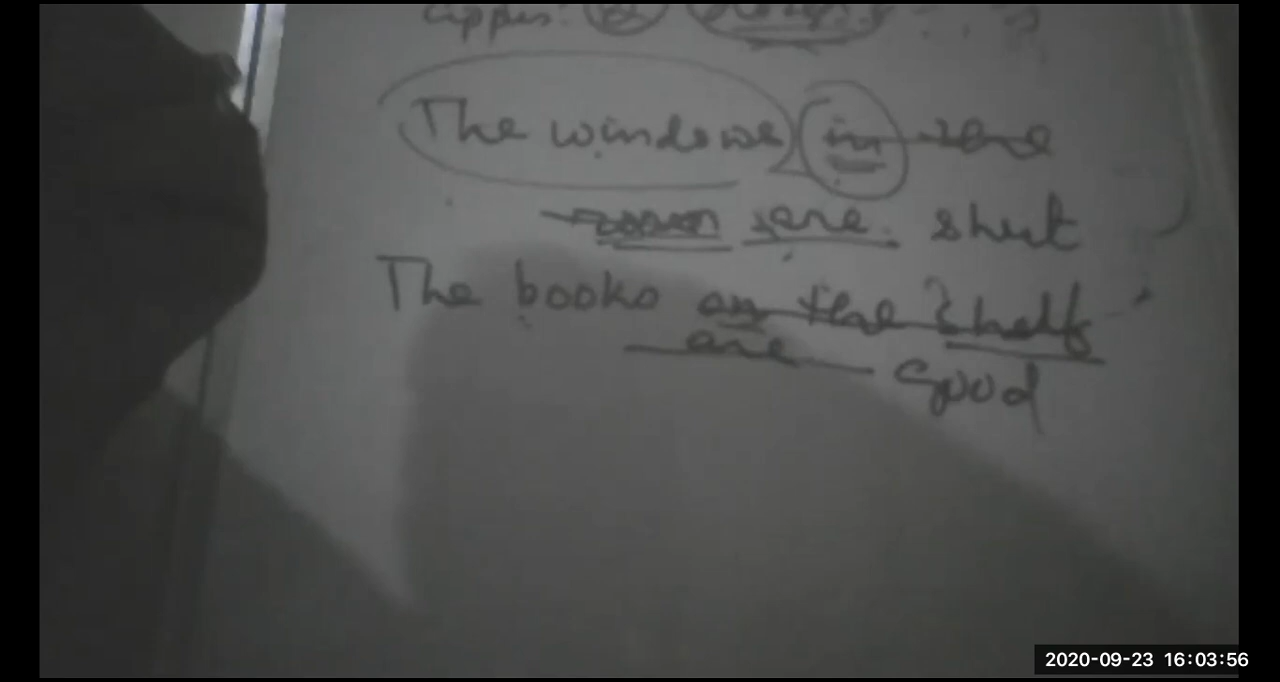 The windows in the
room are shut
The books on the shelf
are good
2020-09-23 16:03:56